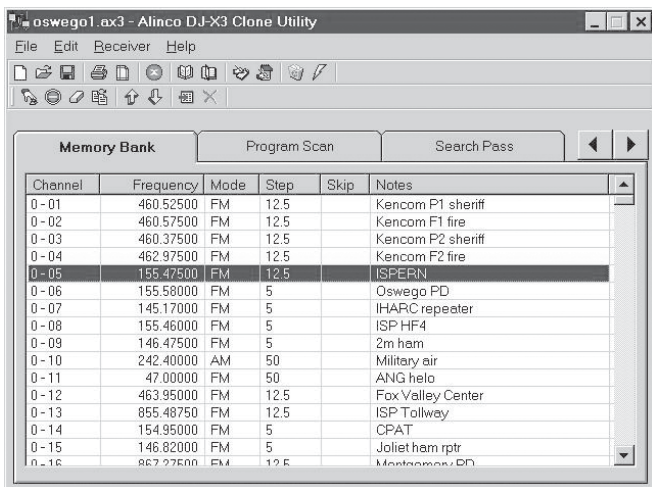 oswego1.ax3 - Alinco DJ-X3 Clone Utility
File Edit Receiver Help
Memory Bank Program Scan Search Pass
Channel Frequency Mode Step Skip Notes
0 - 01 460.52500 FM 12.5 Kencom P1 sheriff
0 - 02 460.57500 FM 12.5 Kencom F1 fire
0 - 03 460.37500 FM 12.5 Kencom P2 sheriff
0 - 04 462.97500 FM 12.5 Kencom F2 fire
0 - 05 155.47500 FM 12.5 ISPERN
0 - 06 155.58000 FM 5 Oswego PD
0 - 07 145.17000 FM 5 IHARC repeater
0 - 08 155.46000 FM 5 ISP HF4
0 - 09 146.47500 FM 5 2m ham
0 - 10 242.40000 AM 50 Military air
0 - 11 47.00000 FM 50 ANG helo
0 - 12 463.95000 FM 12.5 Fox Valley Center
0 - 13 855.48750 FM 12.5 ISP Tollway
0 - 14 154.95000 FM 5 CPAT
0 - 15 146.82000 FM 5 Joliet ham rptr
0 - 16 867.27500 FM 12.5 Montgomery PD